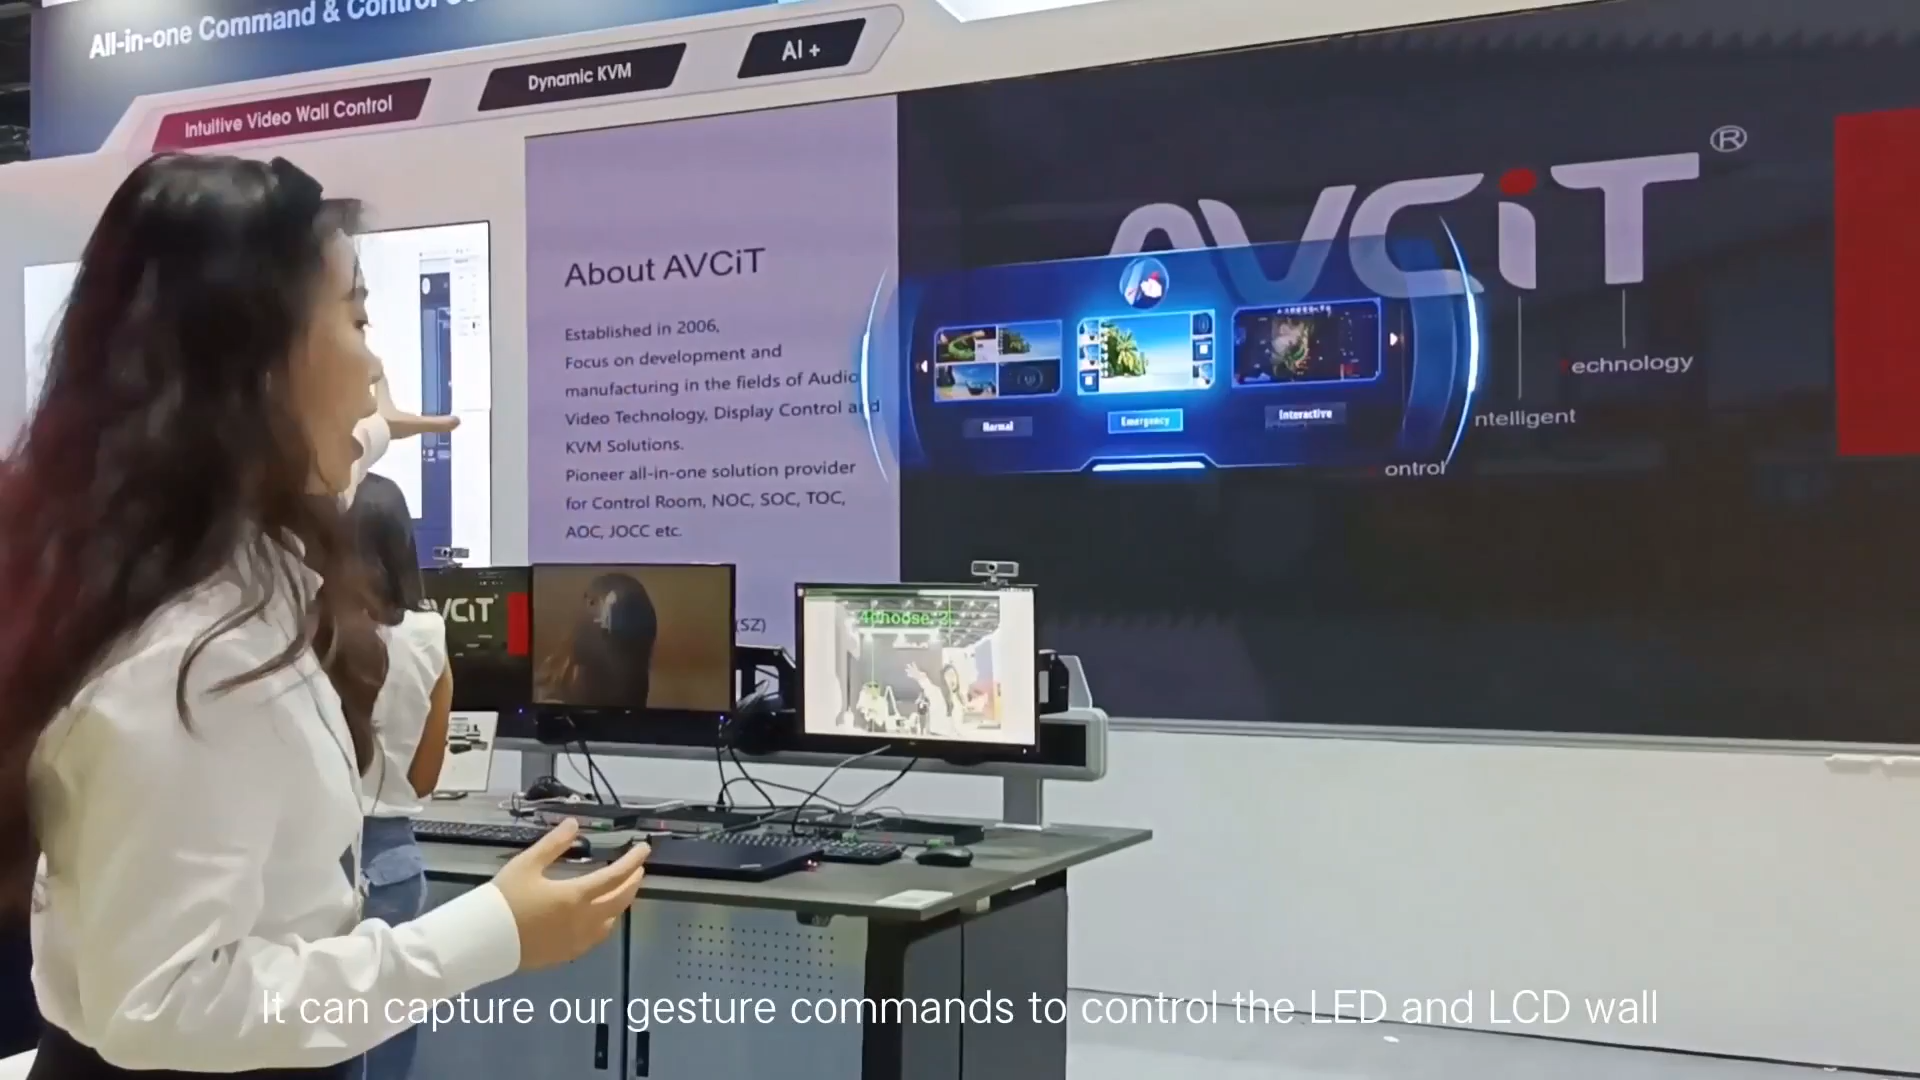 All-in-one Command & Control
Intuitive Video Wall Control
Dynamic KVM
AI +
About AVCiT
Established in 2006,
Focus on development and
manufacturing in the fields of Audio
Video Technology, Display Control and
KVM Solutions.
Pioneer all-in-one solution provider
for Control Room, NOC, SOC, TOC,
AOC, JOCC etc.
(SZ)
AVCiT®
echnology
ntelligent
ontrol
Normal
Emergency
Interactive
AVCiT
choose
It can capture our gesture commands to control the LED and LCD wall